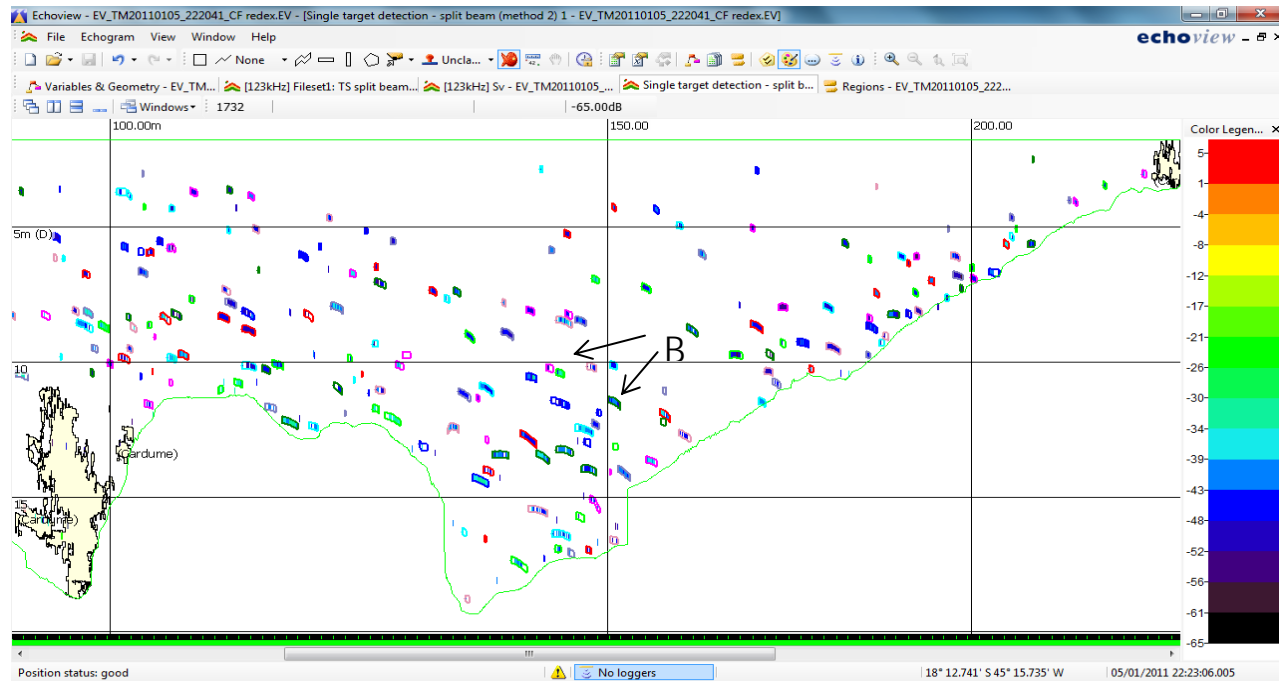 Echoview - EV_TM20110105_222041_CF redex.EV - [Single target detection - split beam (method 2) 1 - EV_TM20110105_222041_CF redex.EV]
File Echogram View Window Help
echoview
None Uncla...
Variables & Geometry - EV_TM... [123kHz] Fileset1: TS split beam... [123kHz] Sv - EV_TM20110105_... Single target detection - split b... Regions - EV_TM20110105_222...
Windows 1732 -65.00dB
100.00m 150.00 200.00
Color Legen...
5m (D)
10
15
B
(Cardume)
(Cardume)
5
1
-4
-8
-12
-17
-21
-26
-30
-34
-39
-43
-48
-52
-56
-61
-65
Position status: good No loggers 18° 12.741' S 45° 15.735' W 05/01/2011 22:23:06.005